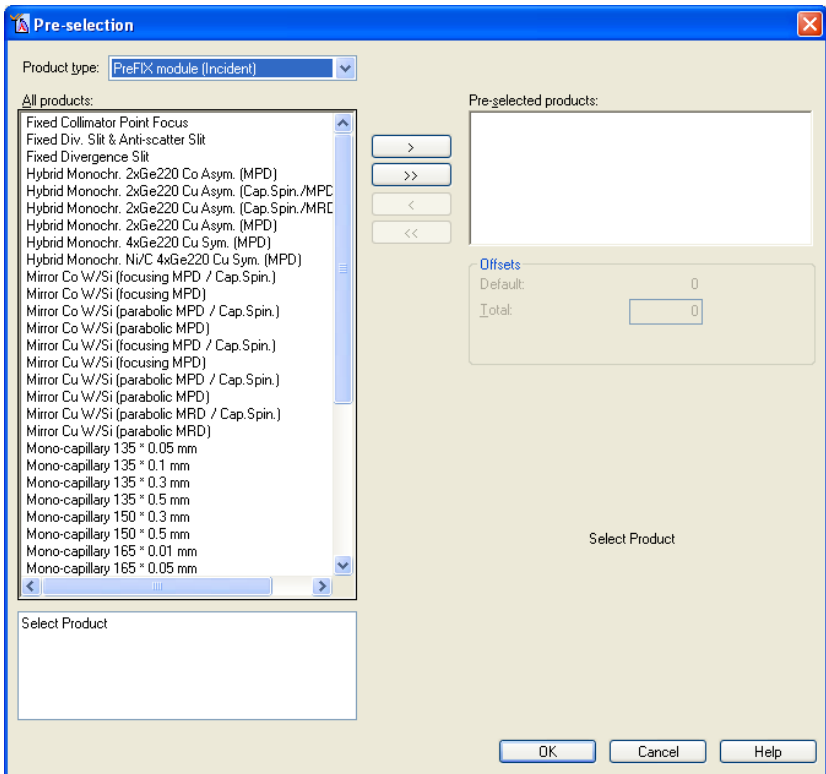 Pre-selection
Product type: PreFIX module (Incident)
All products:
Fixed Collimator Point Focus
Fixed Div. Slit & Anti-scatter Slit
Fixed Divergence Slit
Hybrid Monochr. 2xGe220 Co Asym. (MPD)
Hybrid Monochr. 2xGe220 Cu Asym. (Cap.Spin./MPD
Hybrid Monochr. 2xGe220 Cu Asym. (Cap.Spin./MRD
Hybrid Monochr. 2xGe220 Cu Asym. (MPD)
Hybrid Monochr. 4xGe220 Cu Sym. (MPD)
Hybrid Monochr. Ni/C 4xGe220 Cu Sym. (MPD)
Mirror Co W/Si (focusing MPD / Cap.Spin.)
Mirror Co W/Si (focusing MPD)
Mirror Co W/Si (parabolic MPD / Cap.Spin.)
Mirror Co W/Si (parabolic MPD)
Mirror Cu W/Si (focusing MPD / Cap.Spin.)
Mirror Cu W/Si (focusing MPD)
Mirror Cu W/Si (parabolic MPD / Cap.Spin.)
Mirror Cu W/Si (parabolic MPD)
Mirror Cu W/Si (parabolic MRD / Cap.Spin.)
Mirror Cu W/Si (parabolic MRD)
Mono-capillary 135 * 0.05 mm
Mono-capillary 135 * 0.1 mm
Mono-capillary 135 * 0.3 mm
Mono-capillary 135 * 0.5 mm
Mono-capillary 150 * 0.3 mm
Mono-capillary 150 * 0.5 mm
Mono-capillary 165 * 0.01 mm
Mono-capillary 165 * 0.05 mm
Select Product
>
>>
<
<<
Pre-selected products:
Offsets
Default: 0
Total: 0
Select Product
OK Cancel Help